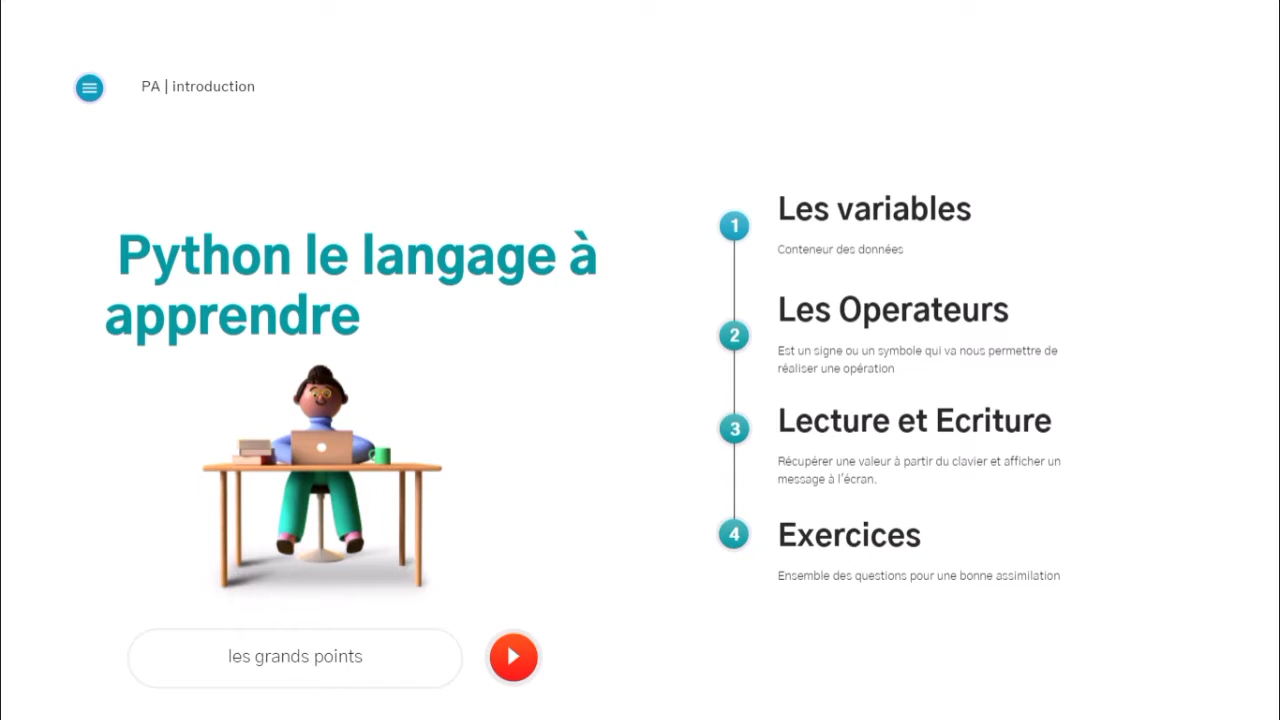 PA | introduction
Python le langage à
apprendre
les grands points
1
Les variables
Conteneur des données
2
Les Operateurs
Est un signe ou un symbole qui va nous permettre de
réaliser une opération
3
Lecture et Ecriture
Récupérer une valeur à partir du clavier et afficher un
message à l'écran.
4
Exercices
Ensemble des questions pour une bonne assimilation